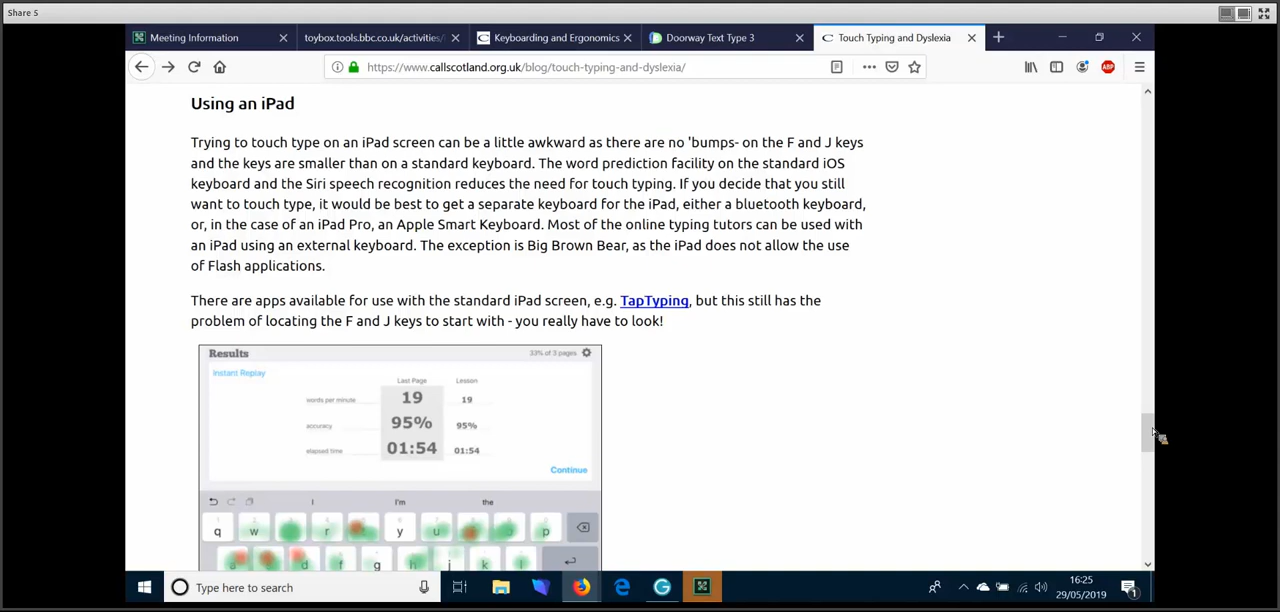 Share 5
Meeting Information
toybox.tools.bbc.co.uk/activities/
Keyboarding and Ergonomics
Doorway Text Type 3
Touch Typing and Dyslexia
https://www.callscotland.org.uk/blog/touch-typing-and-dyslexia/
ABP
Using an iPad
Trying to touch type on an iPad screen can be a little awkward as there are no 'bumps- on the F and J keys
and the keys are smaller than on a standard keyboard. The word prediction facility on the standard iOS
keyboard and the Siri speech recognition reduces the need for touch typing. If you decide that you still
want to touch type, it would be best to get a separate keyboard for the iPad, either a bluetooth keyboard,
or, in the case of an iPad Pro, an Apple Smart Keyboard. Most of the online typing tutors can be used with
an iPad using an external keyboard. The exception is Big Brown Bear, as the iPad does not allow the use
of Flash applications.
There are apps available for use with the standard iPad screen, e.g. TapTyping, but this still has the
problem of locating the F and J keys to start with - you really have to look!
Results 33% of 3 pages
Instant Replay
Last Page Lesson
words per minute 19 19
accuracy 95% 95%
elapsed time 01:54 01:54
Continue
I I'm the
q w r y u p
d f g h j k l
Type here to search
16:25
29/05/2019
1